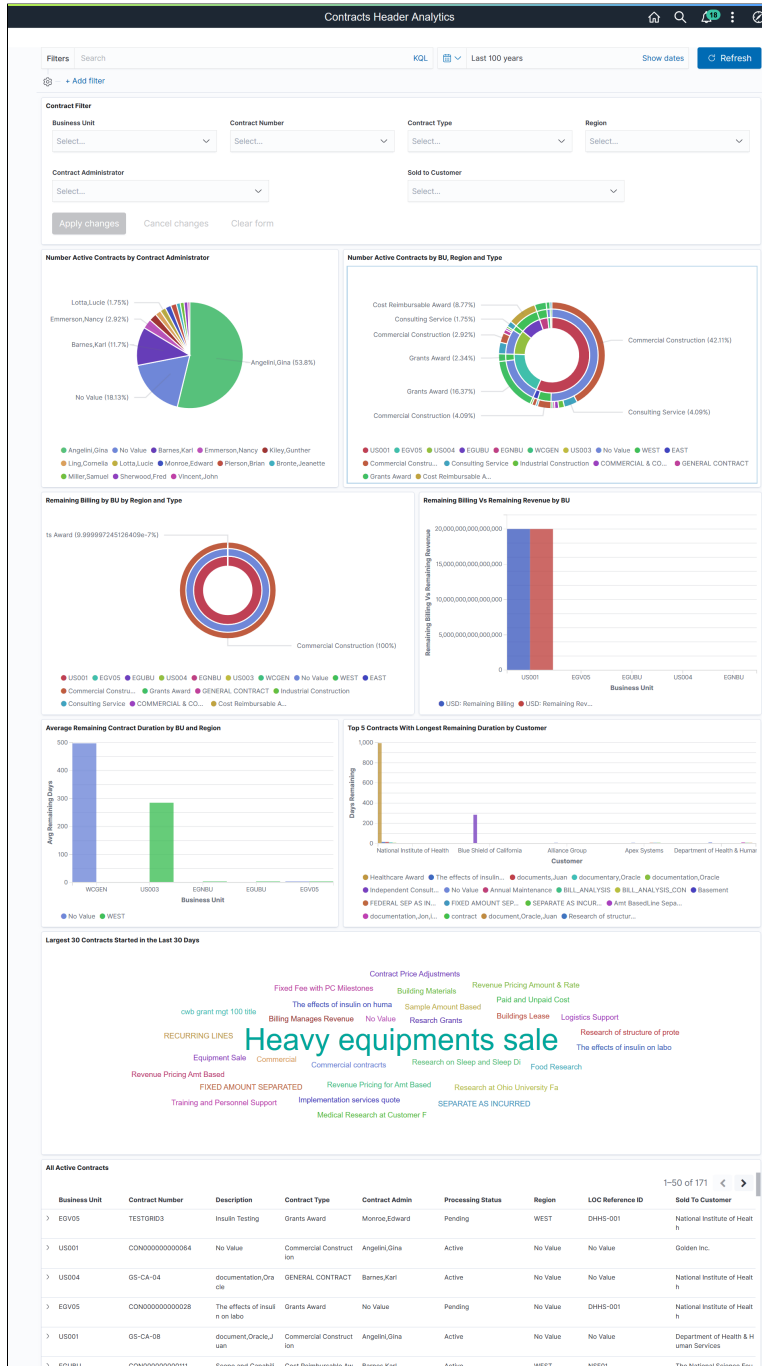 Contracts Header Analytics
18
Filters Search KQL Last 100 years Show dates Refresh
+ Add filter
Contract Filter
Business Unit Contract Number Contract Type Region
Select... Select... Select... Select...
Contract Administrator Sold to Customer
Select... Select...
Apply changes Cancel changes Clear form
Number Active Contracts by Contract Administrator
Lotta,Lucie (1.75%)
Emmerson,Nancy (2.92%)
Barnes,Karl (11.7%)
Angelini,Gina (53.8%)
No Value (18.13%)
Angelini,Gina No Value Barnes,Karl Emmerson,Nancy Kiley,Gunther
Ling,Cornella Lotta,Lucie Monroe,Edward Pierson,Brian Bronte,Jeanette
Miller,Samuel Sherwood,Fred Vincent,John
Number Active Contracts by BU, Region and Type
Cost Reimbursable Award (8.77%)
Consulting Service (1.75%)
Commercial Construction (2.92%)
Commercial Construction (42.11%)
Grants Award (2.34%)
Grants Award (16.37%)
Commercial Construction (4.09%)
Consulting Service (4.09%)
US001 EGV05 US004 EGUBU EGNBU WCGEN US003 No Value WEST EAST
Commercial Constru... Consulting Service Industrial Construction COMMERCIAL & CO... GENERAL CONTRACT
Grants Award Cost Reimbursable A...
Remaining Billing by BU by Region and Type
ts Award (9.999997245126409e-7%)
Commercial Construction (100%)
US001 EGV05 EGUBU US004 EGNBU US003 WCGEN No Value WEST EAST
Commercial Constru... Grants Award GENERAL CONTRACT Industrial Construction
Consulting Service COMMERCIAL & CO... Cost Reimbursable A...
Remaining Billing Vs Remaining Revenue by BU
Remaining Billing Vs Remaining Revenue
20,000,000,000,000,000
15,000,000,000,000,000
10,000,000,000,000,000
5,000,000,000,000,000
0
US001 EGV05 EGUBU US004 EGNBU
Business Unit
USD: Remaining Billing USD: Remaining Rev...
Average Remaining Contract Duration by BU and Region
Avg Remaining Days
500
400
300
200
100
0
WCGEN US003 EGNBU EGUBU EGV05
Business Unit
No Value WEST
Top 5 Contracts With Longest Remaining Duration by Customer
Days Remaining
1,000
800
600
400
200
0
National Institute of Health Blue Shield of California Alliance Group Apex Systems Department of Health & Human
Customer
Healthcare Award The effects of insulin... documents,Juan documentary,Oracle documentation,Oracle
Independent Consult... No Value Annual Maintenance BILL_ANALYSIS BILL_ANALYSIS_CON Basement
FEDERAL SEP AS IN... FIXED AMOUNT SEP... SEPARATE AS INCUR... Amt BasedLine Sepa...
documentation,Jon,i... contract document,Oracle,Juan Research of structur...
Largest 30 Contracts Started in the Last 30 Days
Contract Price Adjustments
Fixed Fee with PC Milestones Building Materials Revenue Pricing Amount & Rate
The effects of insulin on huma Sample Amount Based Paid and Unpaid Cost
cwb grant mgt 100 title Billing Manages Revenue No Value Resarch Grants Buildings Lease Logistics Support
RECURRING LINES Heavy equipments sale Research of structure of prote
The effects of insulin on labo
Equipment Sale Commercial Commercial contracrts Research on Sleep and Sleep Di Food Research
Revenue Pricing Amt Based
FIXED AMOUNT SEPARATED Revenue Pricing for Amt Based Research at Ohio University Fa
Training and Personnel Support Implementation services quote SEPARATE AS INCURRED
Medical Research at Customer F
All Active Contracts
1–50 of 171
Business Unit Contract Number Description Contract Type Contract Admin Processing Status Region LOC Reference ID Sold To Customer
EGV05 TESTGRID3 Insulin Testing Grants Award Monroe,Edward Pending WEST DHHS-001 National Institute of Healt
h
US001 CON000000000064 No Value Commercial Construct Angelini,Gina Active No Value No Value Golden Inc.
ion
US004 GS-CA-04 documentation,Ora GENERAL CONTRACT Barnes,Karl Active No Value No Value National Institute of Healt
cle h
EGV05 CON000000000028 The effects of insuli Grants Award No Value Pending No Value DHHS-001 National Institute of Healt
n on labo h
US001 GS-CA-08 document,Oracle,J Commercial Construct Angelini,Gina Active No Value No Value Department of Health & H
uan ion uman Services